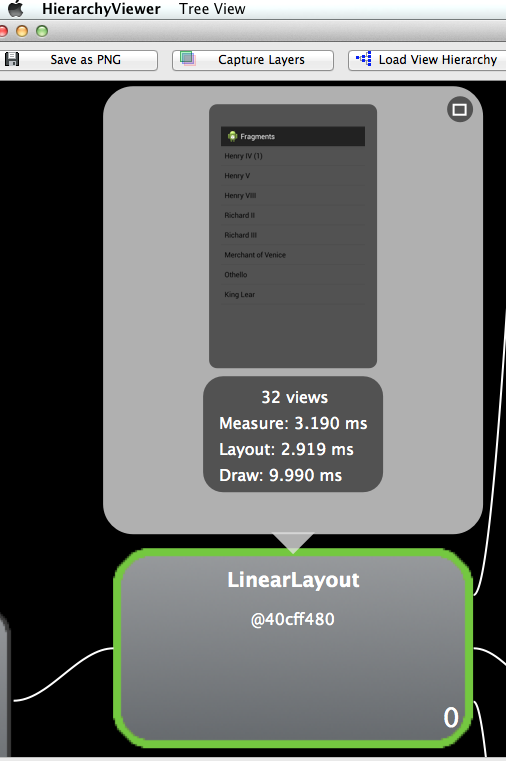 HierarchyViewer Tree View
Save as PNG Capture Layers Load View Hierarchy
Fragments
Henry IV (1)
Henry V
Henry VIII
Richard II
Richard III
Merchant of Venice
Othello
King Lear
32 views
Measure: 3.190 ms
Layout: 2.919 ms
Draw: 9.990 ms
LinearLayout
@40cff480
0